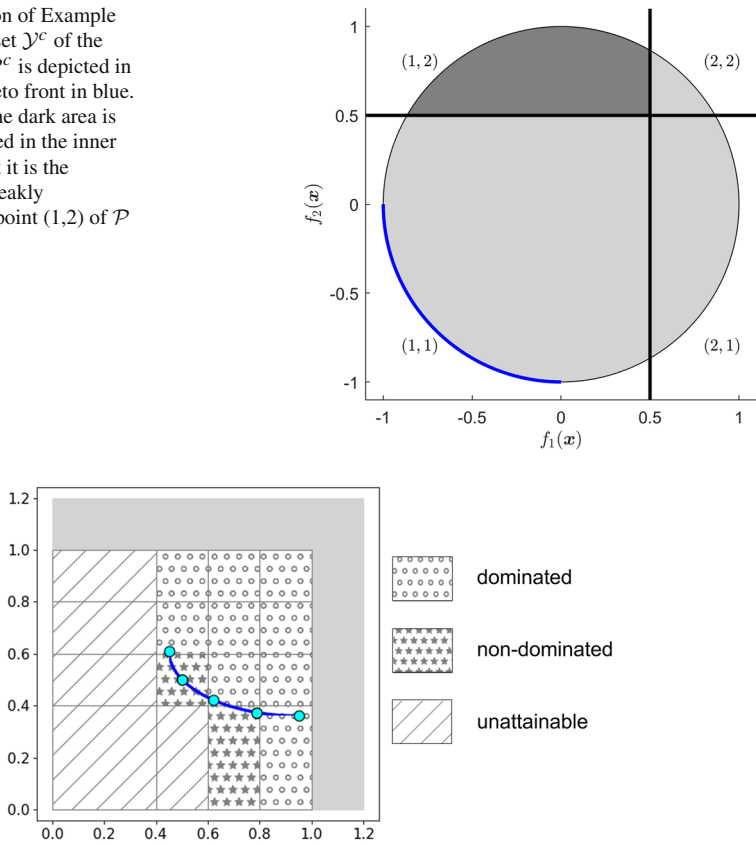 n of Example
set 𝒴ᶜ of the
ᶜ is depicted in
eto front in blue.
ne dark area is
ed in the inner
it is the
eakly
point (1,2) of 𝒫
1
0.5
0
-0.5
-1
f₂(x)
(1, 2)
(2, 2)
(1, 1)
(2, 1)
-1
-0.5
0
0.5
1
f₁(x)
1.2
1.0
0.8
0.6
0.4
0.2
0.0
0.0
0.2
0.4
0.6
0.8
1.0
1.2
dominated
non-dominated
unattainable